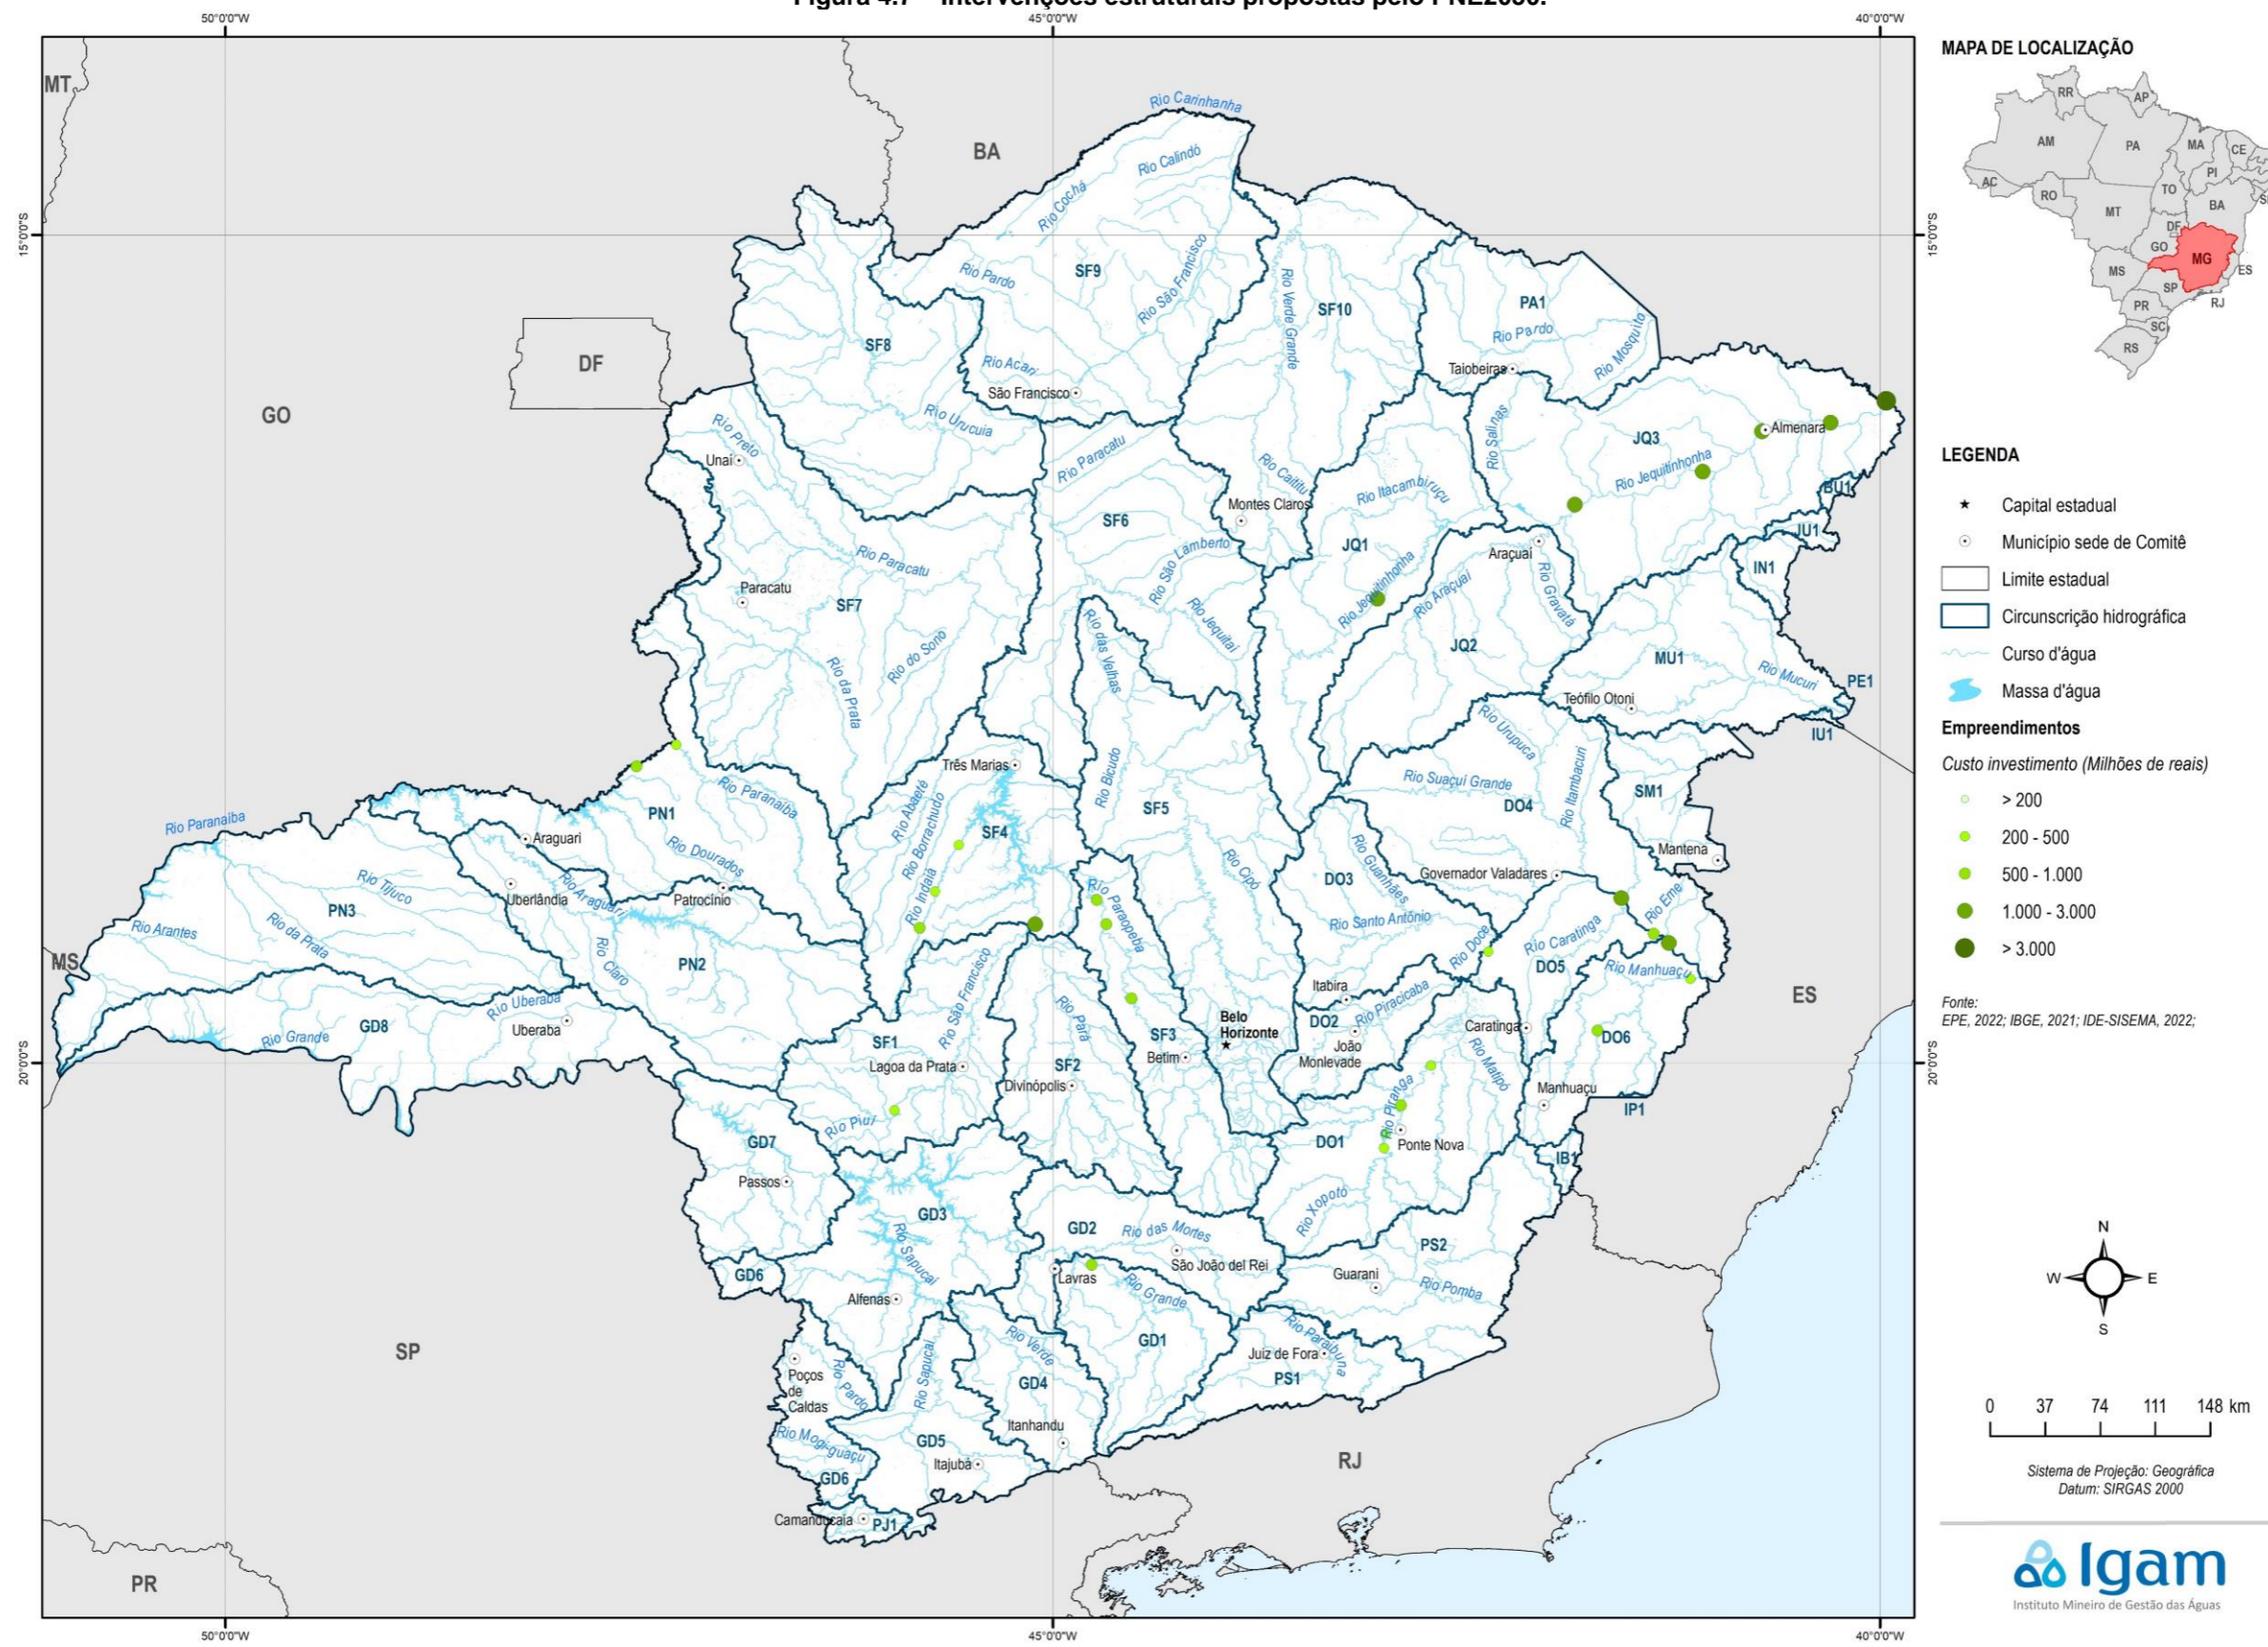 50°0'0"W
45°0'0"W
40°0'0"W
15°0'0"S
20°0'0"S
15°0'0"S
20°0'0"S
MT
GO
DF
BA
MS
SP
PR
RJ
ES
Rio Carinhanha
Rio Calindó
Rio Cochá
SF9
Rio São Francisco
Rio Pardo
SF8
Rio Acari
São Francisco
Rio Urucuia
Rio Verde Grande
SF10
PA1
Rio Pardo
Rio Mosquito
Taiobeiras
Rio Preto
Unaí
Rio Paracatu
SF6
Rio Caititu
Montes Claros
Rio São Lamberto
Rio Jequitaí
Rio Itacambiruçu
JQ1
Rio Jequitinhonha
Rio Salinas
JQ3
Rio Jequitinhonha
Almenara
BU1
JU1
IN1
Araçuaí
Rio Araçuaí
Rio Gravatá
JQ2
MU1
Rio Mucuri
PE1
Teófilo Otoni
IU1
Rio Paracatu
Paracatu
SF7
Rio do Sono
Rio da Prata
Rio das Velhas
Rio Bicudo
SF5
Rio Cipó
Três Marias
Rio Abaeté
Rio Borrachudo
SF4
Rio Indaiá
Rio Paranaíba
PN1
Rio Dourados
Rio Paranaíba
Araguari
Uberlândia
Rio Araguari
Patrocínio
Rio Tijuco
PN3
Rio Arantes
Rio da Prata
Rio Claro
PN2
Rio Uberaba
Uberaba
GD8
Rio Grande
Rio Urupuca
Rio Suaçuí Grande
DO4
Rio Itambacuri
SM1
Mantena
Governador Valadares
DO3
Rio Guanhães
Rio Santo Antônio
Rio Eme
Rio Caratinga
Rio Doce
DO5
Rio Manhuaçu
Itabira
Rio Piracicaba
DO2
João
Monlevade
Caratinga
DO6
Rio Matipó
Manhuaçu
IP1
IB1
Rio Piranga
DO1
Ponte Nova
Rio Xopotó
Rio Paraopeba
SF3
Belo
Horizonte
Betim
Rio Pará
SF2
Divinópolis
Rio São Francisco
SF1
Lagoa da Prata
Rio Piuí
GD7
Passos
GD3
Rio Sapucaí
GD6
Alfenas
GD2
Rio das Mortes
São João del Rei
Lavras
Rio Grande
GD1
PS2
Guarani
Rio Pomba
Rio Paraibuna
Juiz de Fora
PS1
Rio Verde
GD4
Itanhandu
Rio Sapucaí
GD5
Itajubá
Poços
de
Caldas
Rio Pardo
Rio Mogi-guaçu
GD6
Camanducaia
PJ1
50°0'0"W
45°0'0"W
40°0'0"W
MAPA DE LOCALIZAÇÃO
RR
AP
AM
PA
MA
CE
PI
AC
RO
TO
BA
MT
DF
GO
MG
MS
ES
SP
RJ
PR
SC
RS
LEGENDA
Capital estadual
Município sede de Comitê
Limite estadual
Circunscrição hidrográfica
Curso d'água
Massa d'água
Empreendimentos
Custo investimento (Milhões de reais)
> 200
200 - 500
500 - 1.000
1.000 - 3.000
> 3.000
Fonte:
EPE, 2022; IBGE, 2021; IDE-SISEMA, 2022;
N
W E
S
0 37 74 111 148 km
Sistema de Projeção: Geográfica
Datum: SIRGAS 2000
Igam
Instituto Mineiro de Gestão das Águas